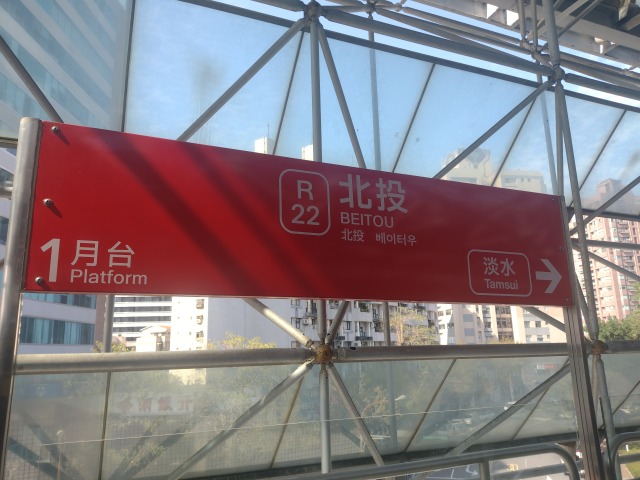 R
22
北投
BEITOU
北投 베이터우
1 月台
Platform
淡水
Tamsui